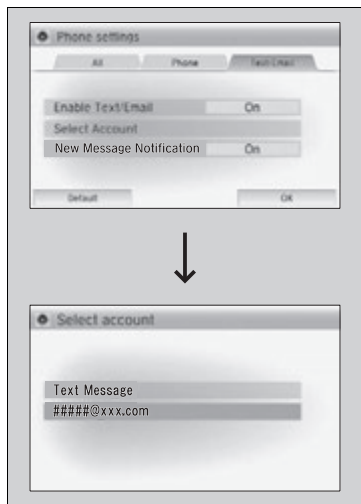 Phone settings
All Phone Text/Email
Enable Text/Email On
Select Account
New Message Notification On
Default OK
Select account
Text Message
#####@xxx.com